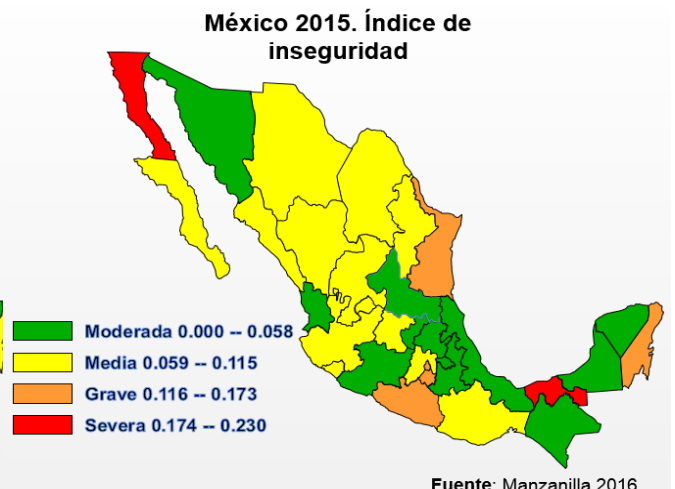 México 2015. Índice de
inseguridad
Moderada 0.000 -- 0.058
Media 0.059 -- 0.115
Grave 0.116 -- 0.173
Severa 0.174 -- 0.230
Fuente: Manzanilla 2016